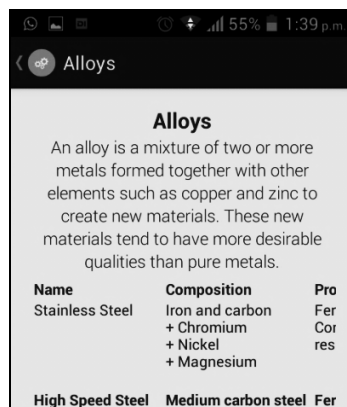 55% 1:39 p.m.
Alloys
Alloys
An alloy is a mixture of two or more
metals formed together with other
elements such as copper and zinc to
create new materials. These new
materials tend to have more desirable
qualities than pure metals.
Name Composition Pro
Stainless Steel Iron and carbon Fer
+ Chromium Cor
+ Nickel res
+ Magnesium
High Speed Steel Medium carbon steel Fer